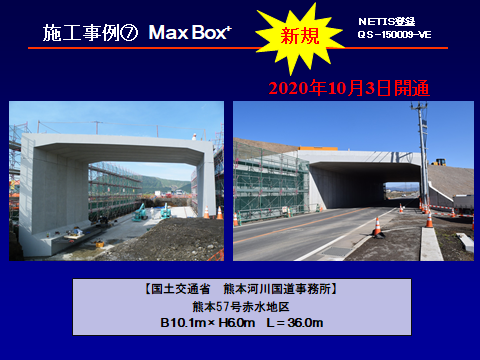 施工事例⑦ Max Box⁺
新規
NETIS登録
QS-150009-VE
2020年10月3日開通
【国土交通省　熊本河川国道事務所】
熊本57号赤水地区
B10.1m× H6.0m　L＝36.0m